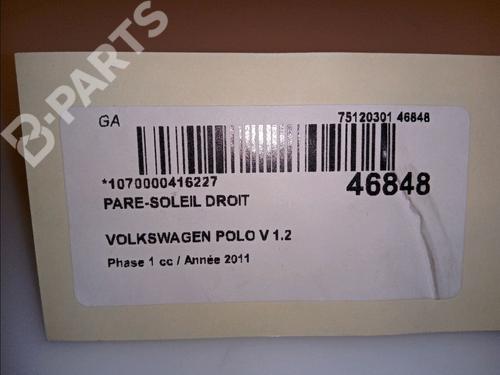 B-PARTS
GA
75120301 46848
*1070000416227
46848
PARE-SOLEIL DROIT
VOLKSWAGEN POLO V 1.2
Phase 1 cc / Année 2011